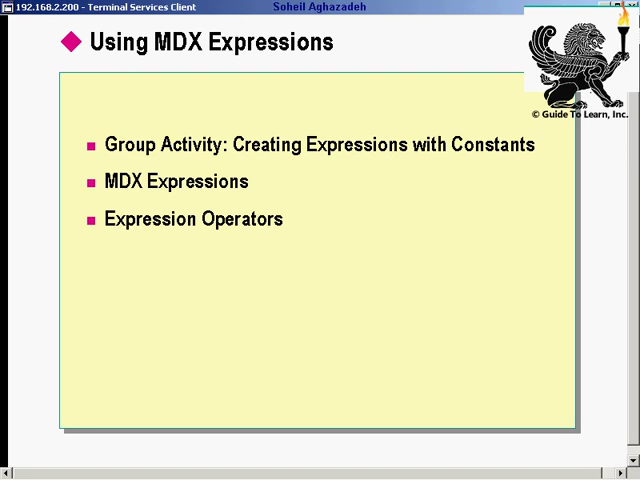 192.168.2.200 - Terminal Services Client
Soheil Aghazadeh
Using MDX Expressions
© Guide To Learn, Inc.
Group Activity: Creating Expressions with Constants
MDX Expressions
Expression Operators